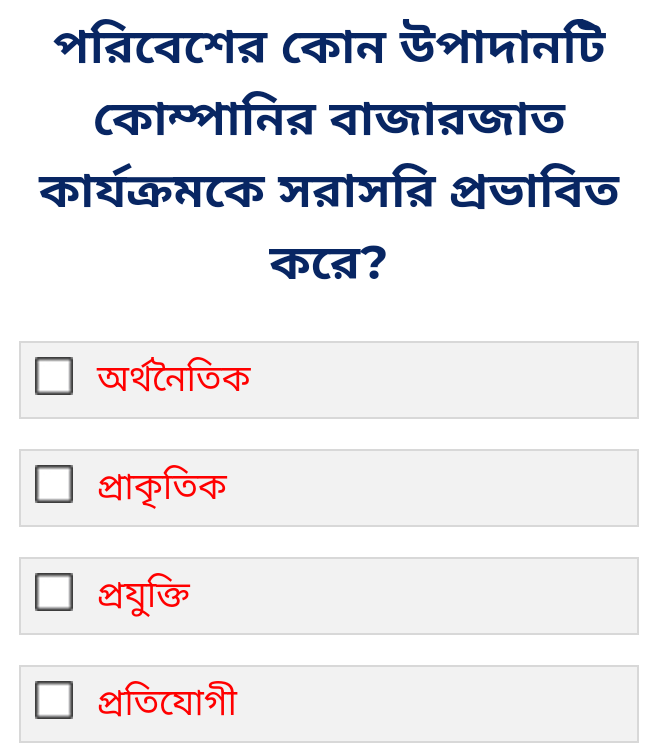 পরিবেশের কোন উপাদানটি
কোম্পানির বাজারজাত
কার্যক্রমকে সরাসরি প্রভাবিত
করে?
অর্থনৈতিক
প্রাকৃতিক
প্রযুক্তি
প্রতিযোগী